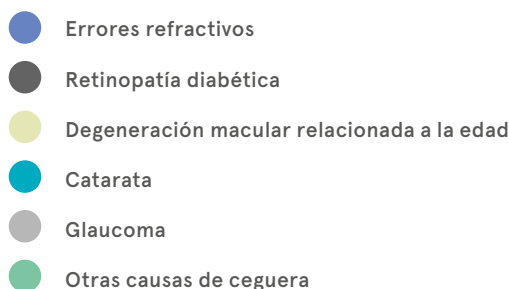 Errores refractivos
Retinopatía diabética
Degeneración macular relacionada a la edad
Catarata
Glaucoma
Otras causas de ceguera